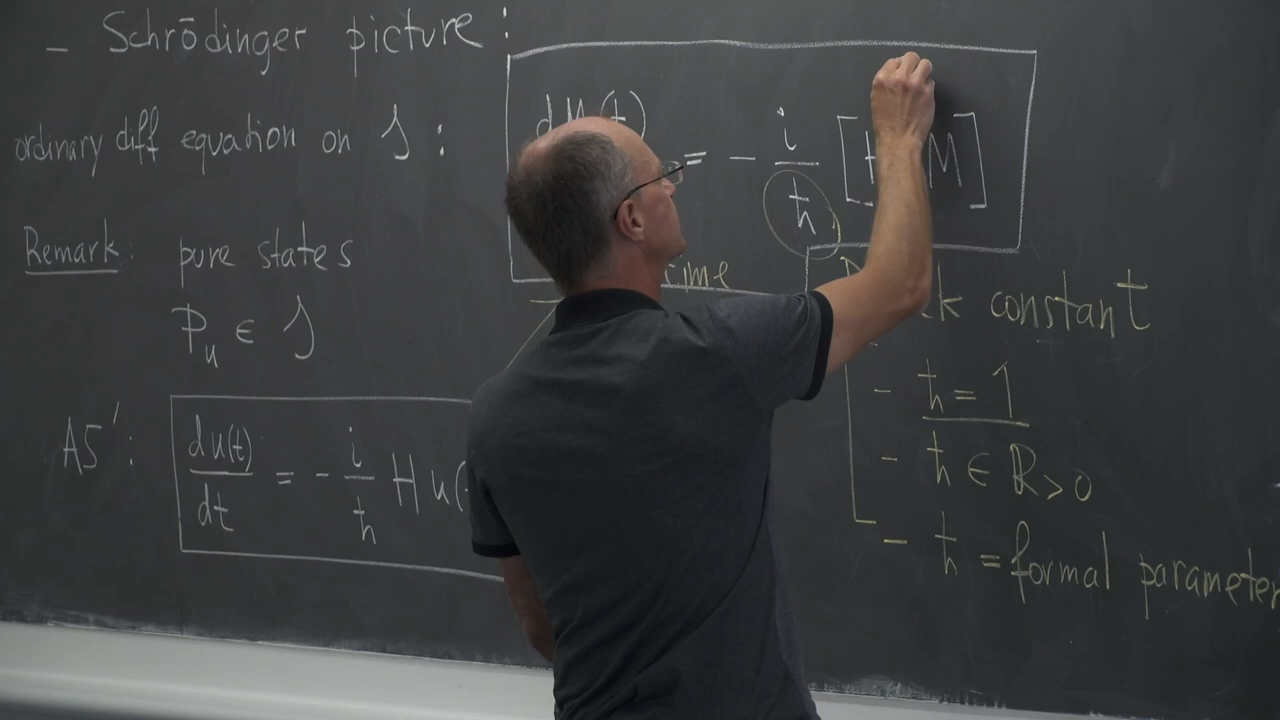 - Schrödinger picture:
ordinary diff equation on S:
dM(t)
= - i/ħ [H, M]
Remark: pure states
P_u ∈ S
A5':
du(t)/dt = - i/ħ H u(
time
constant
- ħ = 1
- ħ ∈ ℝ>0
- ħ = formal parameter